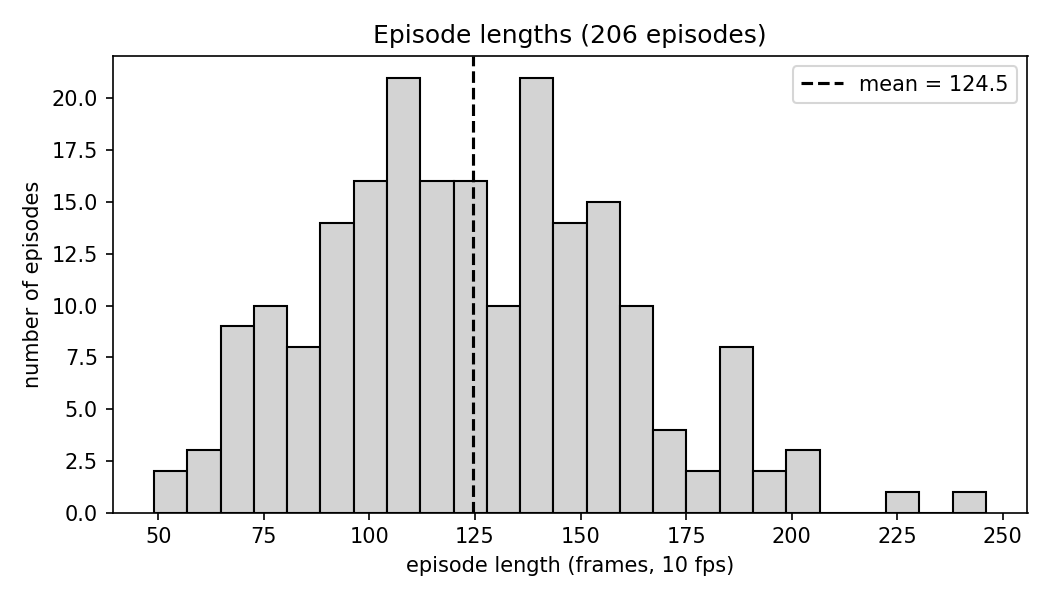 Episode lengths (206 episodes)
mean = 124.5
number of episodes
20.0
17.5
15.0
12.5
10.0
7.5
5.0
2.5
0.0
50 75 100 125 150 175 200 225 250
episode length (frames, 10 fps)